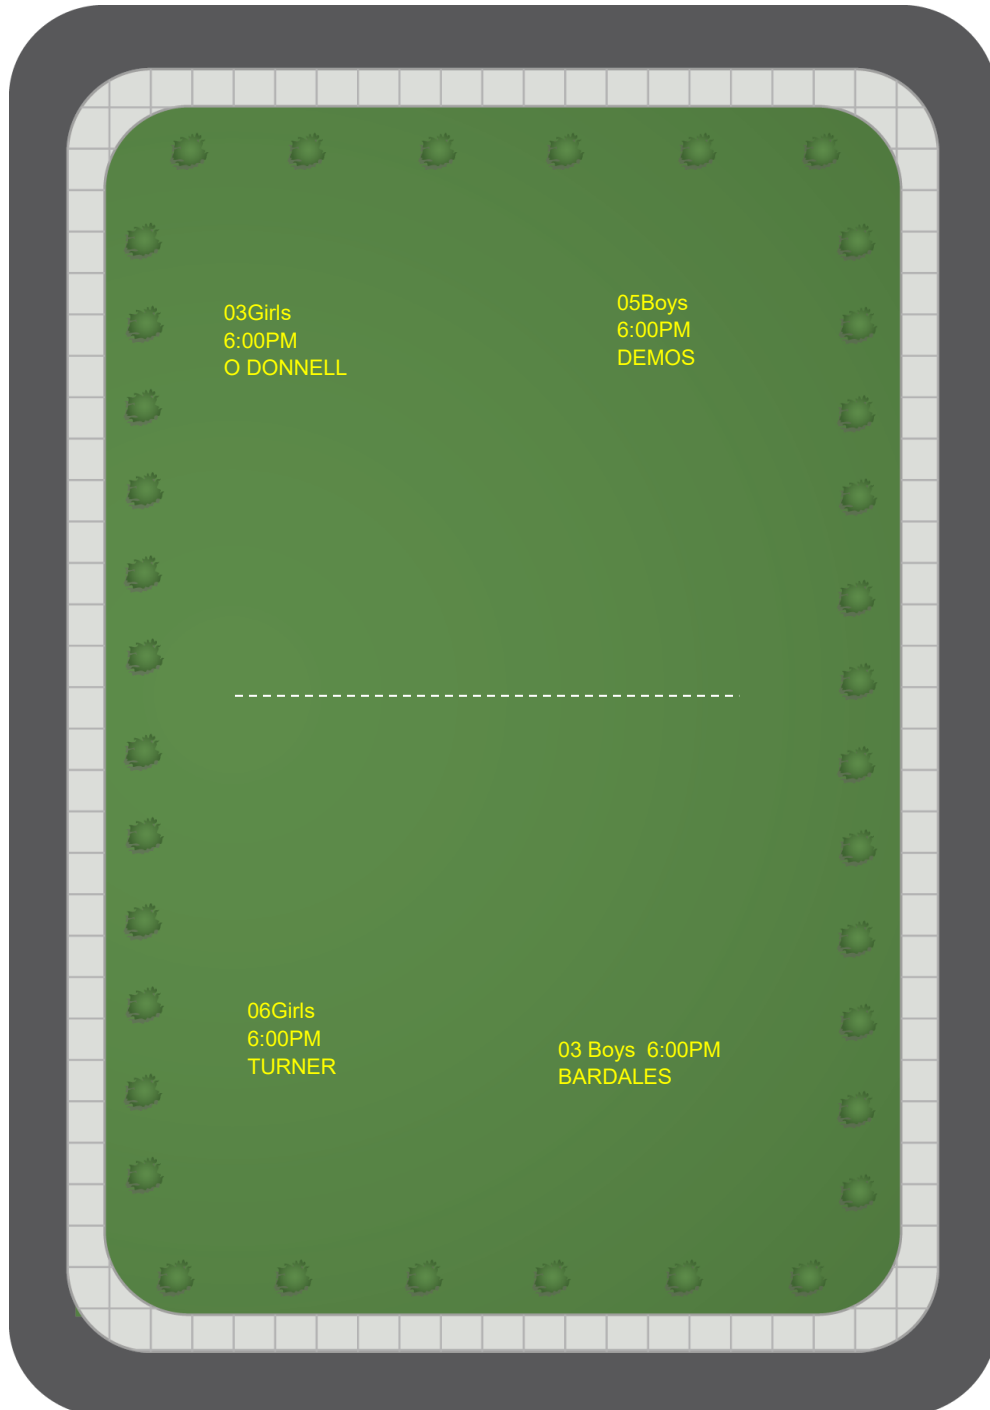 03Girls
6:00PM
O DONNELL
05Boys
6:00PM
DEMOS
06Girls
6:00PM
TURNER
03 Boys  6:00PM
BARDALES